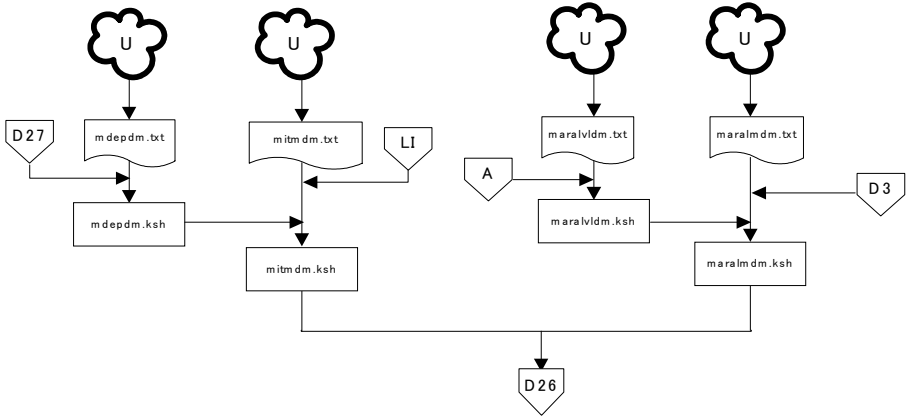 U
U
U
U
mdepdm.txt
mitmdm.txt
maralvldm.txt
maralmdm.txt
D27
LI
A
D3
mdepdm.ksh
maralvldm.ksh
mitmdm.ksh
maralmdm.ksh
D26